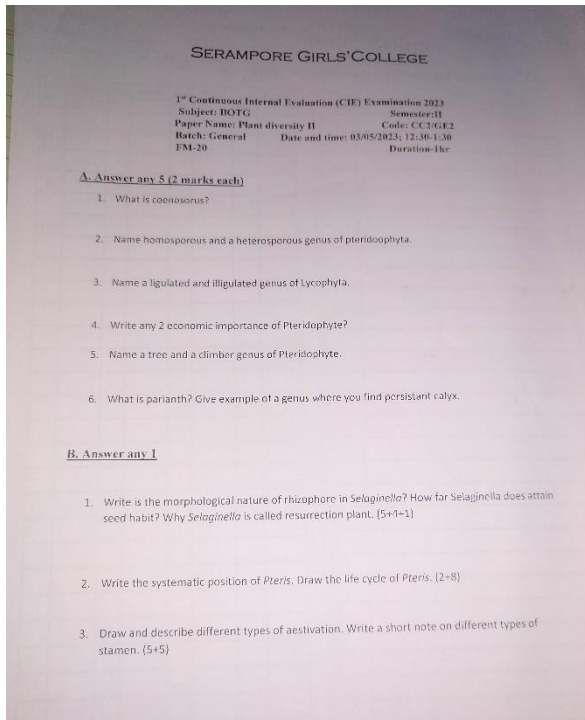 SERAMPORE GIRLS'COLLEGE
1st Continuous Internal Evaluation (CIE) Examination 2023
Subject: BOTG Semester:II
Paper Name: Plant diversity II Code: CC2/GE2
Batch: General Date and time: 03/05/2023; 12:30-1:30
FM-20 Duration-1hr
A. Answer any 5 (2 marks each)
1. What is coenosorus?
2. Name homosporous and a heterosporous genus of pteridoophyta.
3. Name a ligulated and illigulated genus of Lycophyta.
4. Write any 2 economic importance of Pteridophyte?
5. Name a tree and a climber genus of Pteridophyte.
6. What is parianth? Give example of a genus where you find persistant calyx.
B. Answer any 1
1. Write is the morphological nature of rhizophore in Selaginella? How far Selaginella does attain
seed habit? Why Selaginella is called resurrection plant. (5+4+1)
2. Write the systematic position of Pteris. Draw the life cycle of Pteris. (2+8)
3. Draw and describe different types of aestivation. Write a short note on different types of
stamen. (5+5)